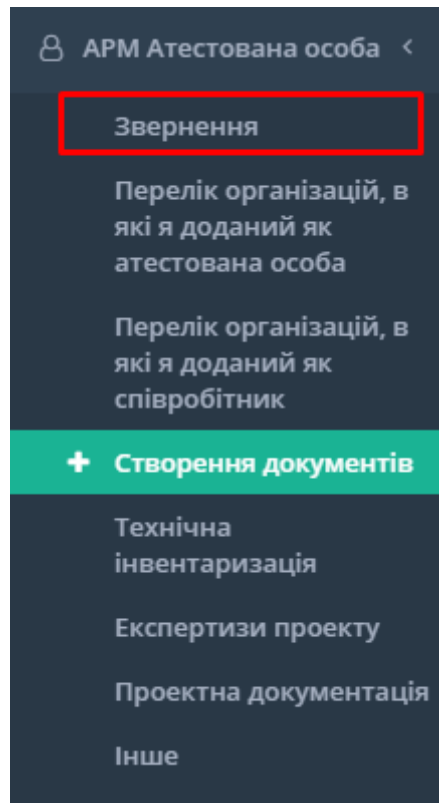 АРМ Атестована особа
Звернення
Перелік організацій, в
які я доданий як
атестована особа
Перелік організацій, в
які я доданий як
співробітник
+ Створення документів
Технічна
інвентаризація
Експертизи проекту
Проектна документація
Інше